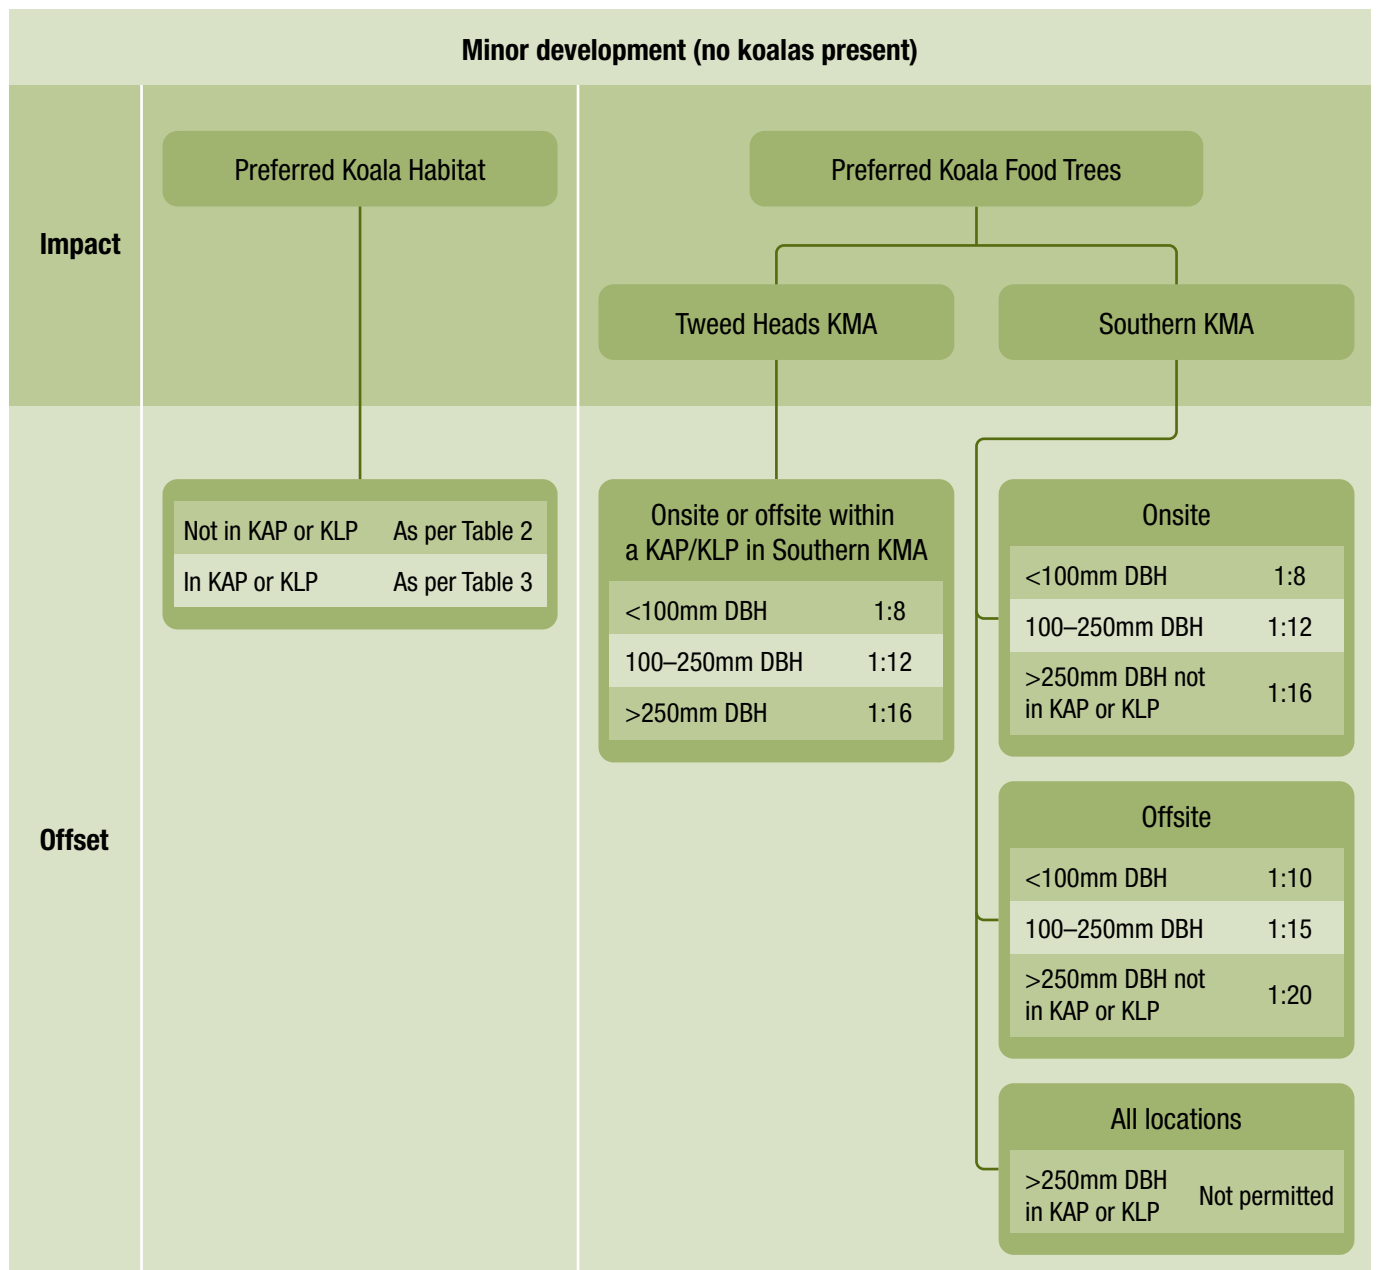 Minor development (no koalas present)
Impact
Preferred Koala Habitat
Preferred Koala Food Trees
Tweed Heads KMA
Southern KMA
Offset
Not in KAP or KLP As per Table 2
In KAP or KLP As per Table 3
Onsite or offsite within
a KAP/KLP in Southern KMA
<100mm DBH 1:8
100–250mm DBH 1:12
>250mm DBH 1:16
Onsite
<100mm DBH 1:8
100–250mm DBH 1:12
>250mm DBH not
in KAP or KLP 1:16
Offsite
<100mm DBH 1:10
100–250mm DBH 1:15
>250mm DBH not
in KAP or KLP 1:20
All locations
>250mm DBH
in KAP or KLP Not permitted